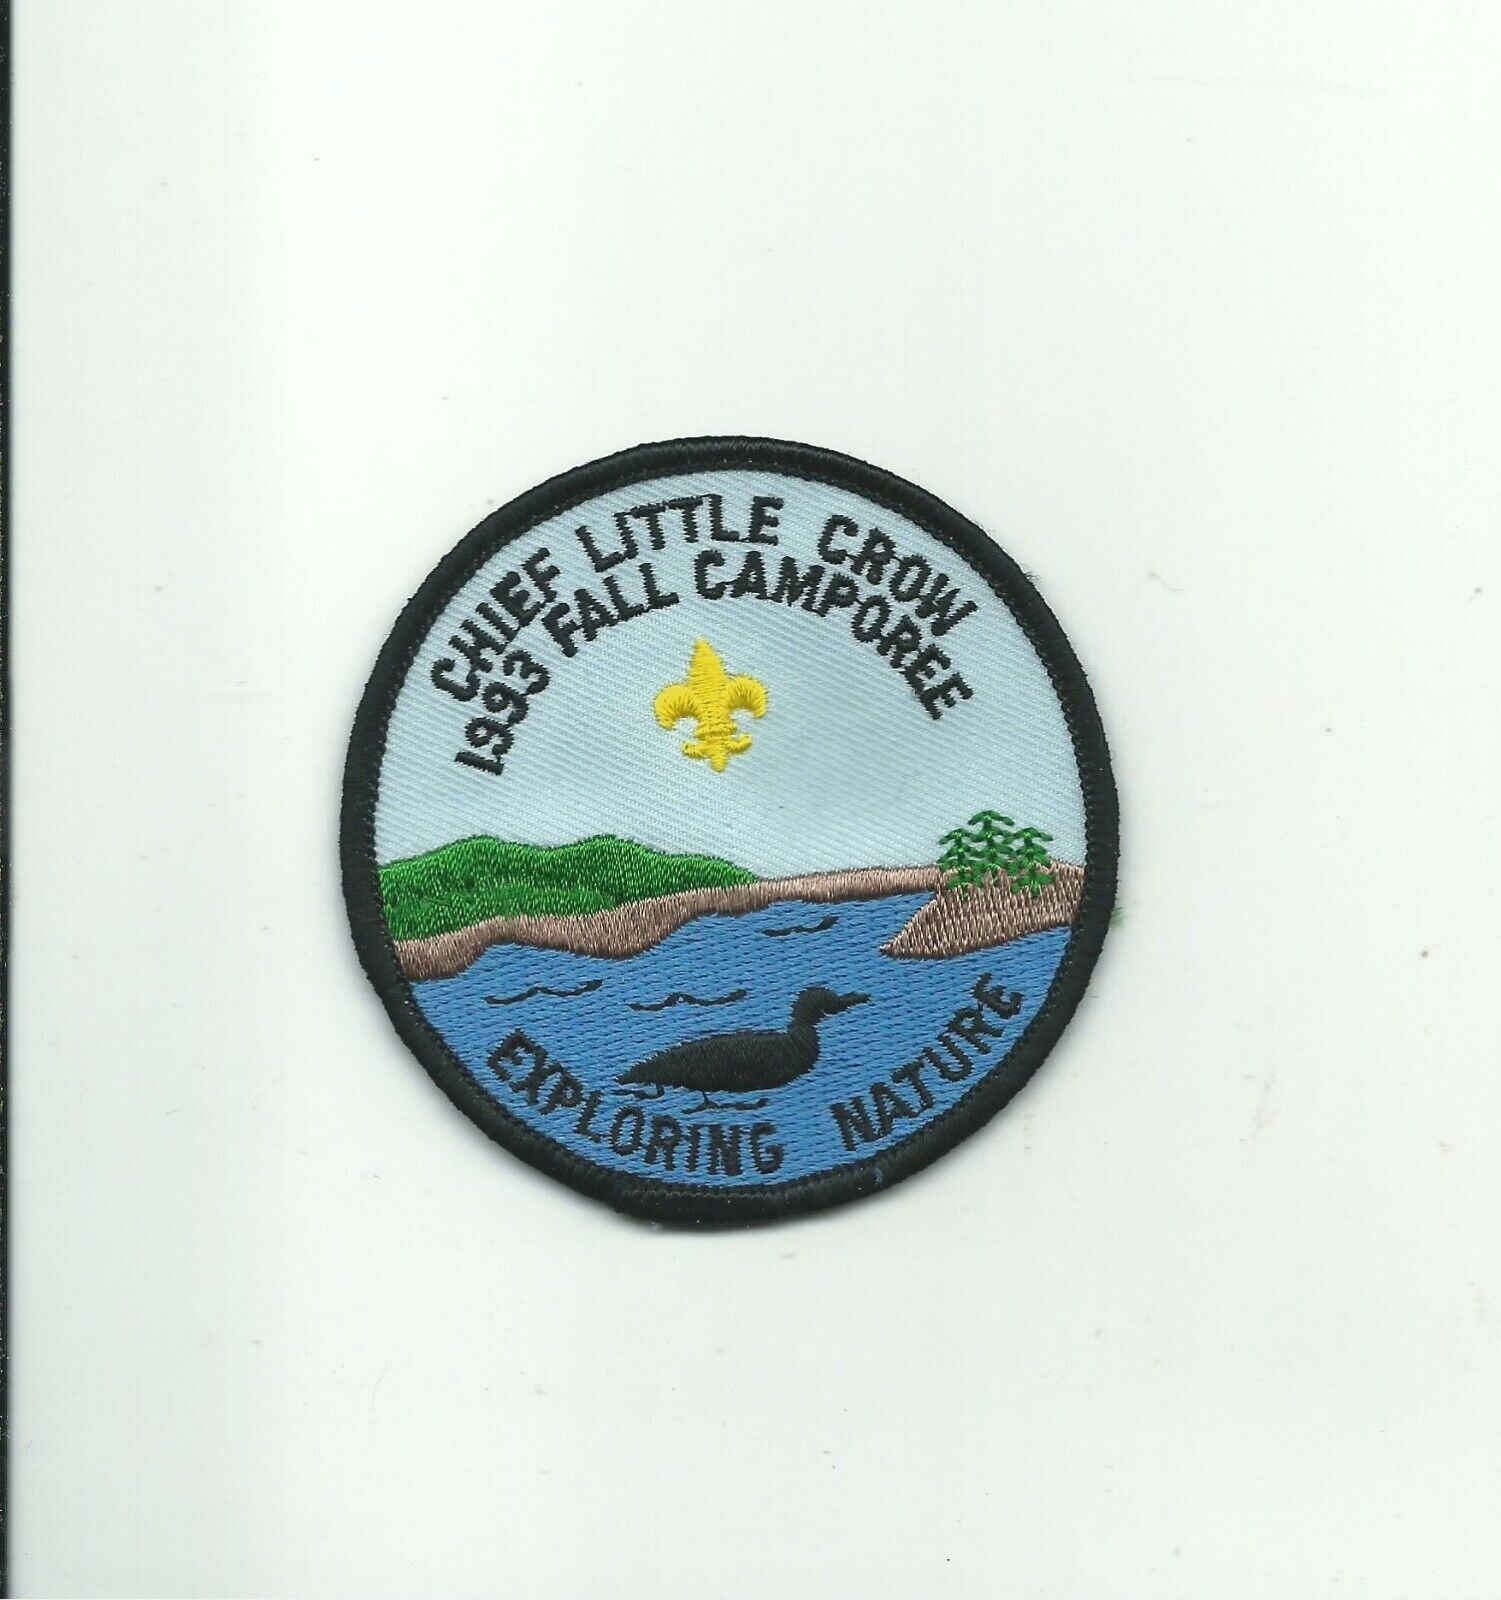 CHIEF LITTLE CROW
1993 FALL CAMPOREE
EXPLORING NATURE